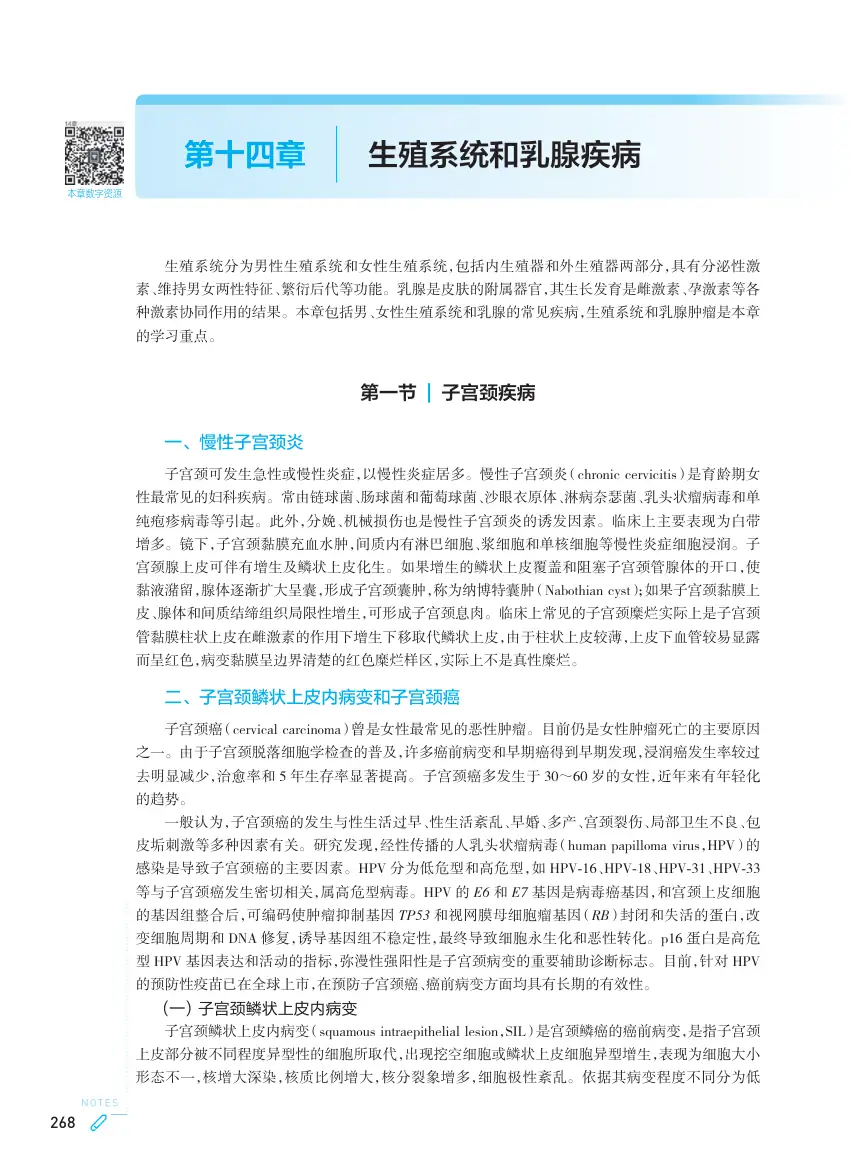 14章
本章数字资源
第十四章 生殖系统和乳腺疾病
生殖系统分为男性生殖系统和女性生殖系统,包括内生殖器和外生殖器两部分,具有分泌性激
素、维持男女两性特征、繁衍后代等功能。乳腺是皮肤的附属器官,其生长发育是雌激素、孕激素等各
种激素协同作用的结果。本章包括男、女性生殖系统和乳腺的常见疾病,生殖系统和乳腺肿瘤是本章
的学习重点。
第一节 | 子宫颈疾病
一、慢性子宫颈炎
子宫颈可发生急性或慢性炎症,以慢性炎症居多。慢性子宫颈炎(chronic cervicitis)是育龄期女
性最常见的妇科疾病。常由链球菌、肠球菌和葡萄球菌、沙眼衣原体、淋病奈瑟菌、乳头状瘤病毒和单
纯疱疹病毒等引起。此外,分娩、机械损伤也是慢性子宫颈炎的诱发因素。临床上主要表现为白带
增多。镜下,子宫颈黏膜充血水肿,间质内有淋巴细胞、浆细胞和单核细胞等慢性炎症细胞浸润。子
宫颈腺上皮可伴有增生及鳞状上皮化生。如果增生的鳞状上皮覆盖和阻塞子宫颈管腺体的开口,使
黏液潴留,腺体逐渐扩大呈囊,形成子宫颈囊肿,称为纳博特囊肿(Nabothian cyst);如果子宫颈黏膜上
皮、腺体和间质结缔组织局限性增生,可形成子宫颈息肉。临床上常见的子宫颈糜烂实际上是子宫颈
管黏膜柱状上皮在雌激素的作用下增生下移取代鳞状上皮,由于柱状上皮较薄,上皮下血管较易显露
而呈红色,病变黏膜呈边界清楚的红色糜烂样区,实际上不是真性糜烂。
二、子宫颈鳞状上皮内病变和子宫颈癌
子宫颈癌(cervical carcinoma)曾是女性最常见的恶性肿瘤。目前仍是女性肿瘤死亡的主要原因
之一。由于子宫颈脱落细胞学检查的普及,许多癌前病变和早期癌得到早期发现,浸润癌发生率较过
去明显减少,治愈率和 5 年生存率显著提高。子宫颈癌多发生于 30～60 岁的女性,近年来有年轻化
的趋势。
一般认为,子宫颈癌的发生与性生活过早、性生活紊乱、早婚、多产、宫颈裂伤、局部卫生不良、包
皮垢刺激等多种因素有关。研究发现,经性传播的人乳头状瘤病毒(human papilloma virus,HPV)的
感染是导致子宫颈癌的主要因素。HPV 分为低危型和高危型,如 HPV-16、HPV-18、HPV-31、HPV-33
等与子宫颈癌发生密切相关,属高危型病毒。HPV 的 E6 和 E7 基因是病毒癌基因,和宫颈上皮细胞
的基因组整合后,可编码使肿瘤抑制基因 TP53 和视网膜母细胞瘤基因(RB)封闭和失活的蛋白,改
变细胞周期和 DNA 修复,诱导基因组不稳定性,最终导致细胞永生化和恶性转化。p16 蛋白是高危
型 HPV 基因表达和活动的指标,弥漫性强阳性是子宫颈病变的重要辅助诊断标志。目前,针对 HPV
的预防性疫苗已在全球上市,在预防子宫颈癌、癌前病变方面均具有长期的有效性。
(一)子宫颈鳞状上皮内病变
子宫颈鳞状上皮内病变(squamous intraepithelial lesion,SIL)是宫颈鳞癌的癌前病变,是指子宫颈
上皮部分被不同程度异型性的细胞所取代,出现挖空细胞或鳞状上皮细胞异型增生,表现为细胞大小
形态不一,核增大深染,核质比例增大,核分裂象增多,细胞极性紊乱。依据其病变程度不同分为低
NOTES
268